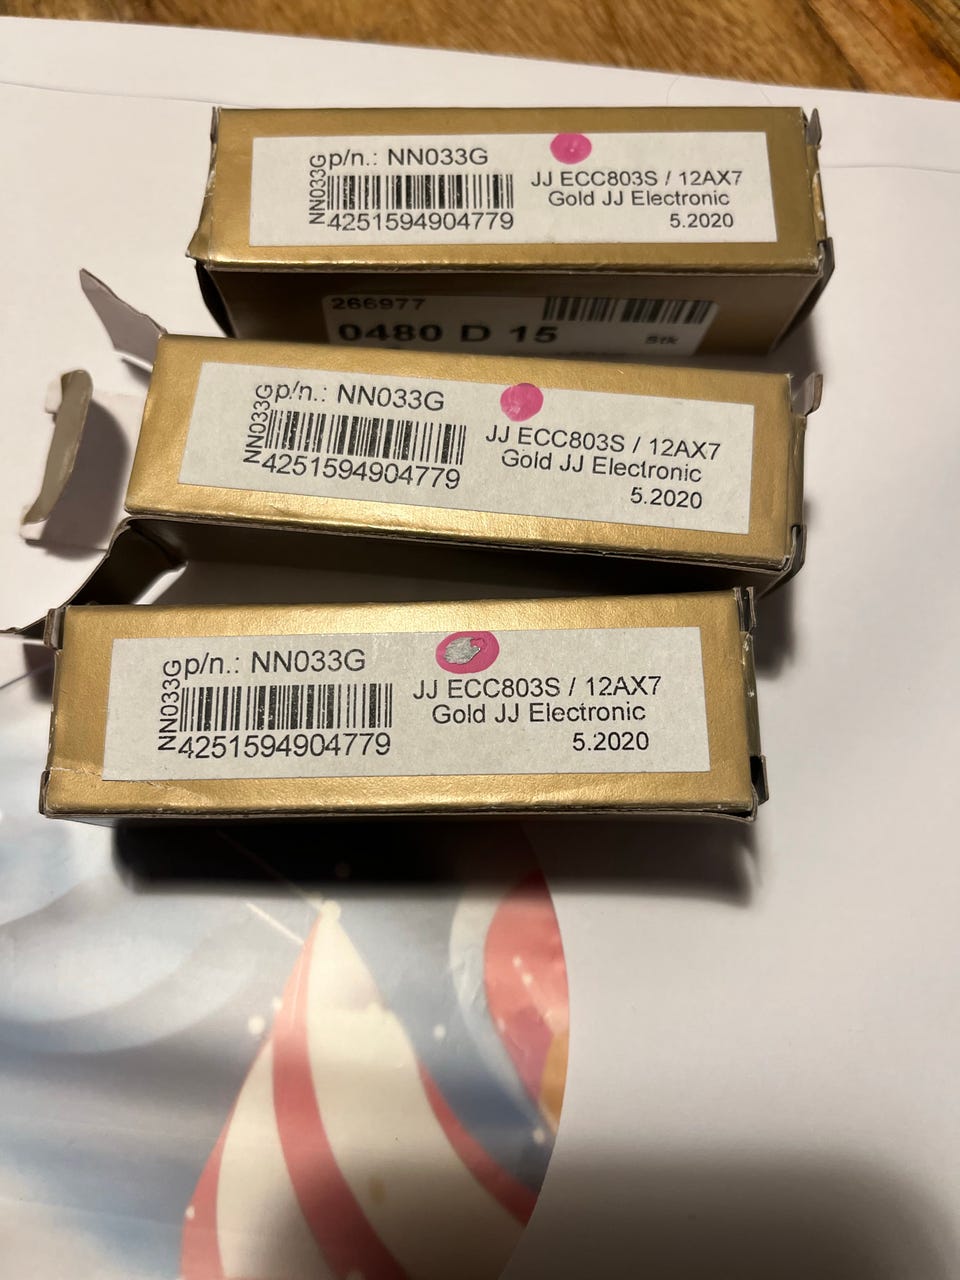 NN033G
p/n.: NN033G
4251594904779
JJ ECC803S / 12AX7
Gold JJ Electronic
5.2020
266977
0480 D 15
Stk
NN033G
p/n.: NN033G
4251594904779
JJ ECC803S / 12AX7
Gold JJ Electronic
5.2020
NN033G
p/n.: NN033G
4251594904779
JJ ECC803S / 12AX7
Gold JJ Electronic
5.2020